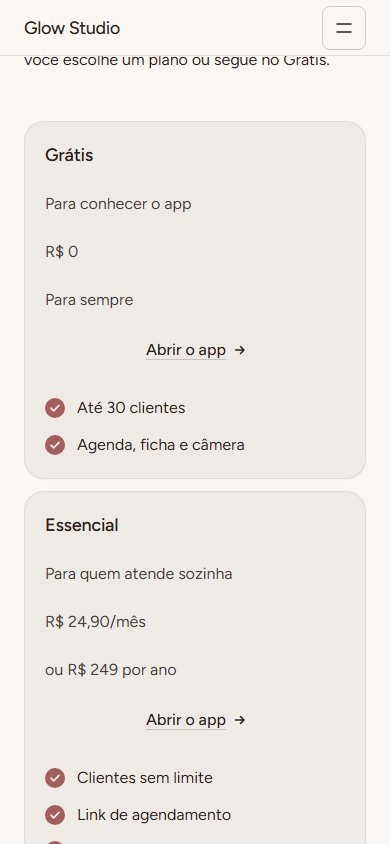 Glow Studio
você escolhe um plano ou segue no Grátis.
Grátis
Para conhecer o app
R$ 0
Para sempre
Abrir o app →
Até 30 clientes
Agenda, ficha e câmera
Essencial
Para quem atende sozinha
R$ 24,90/mês
ou R$ 249 por ano
Abrir o app →
Clientes sem limite
Link de agendamento